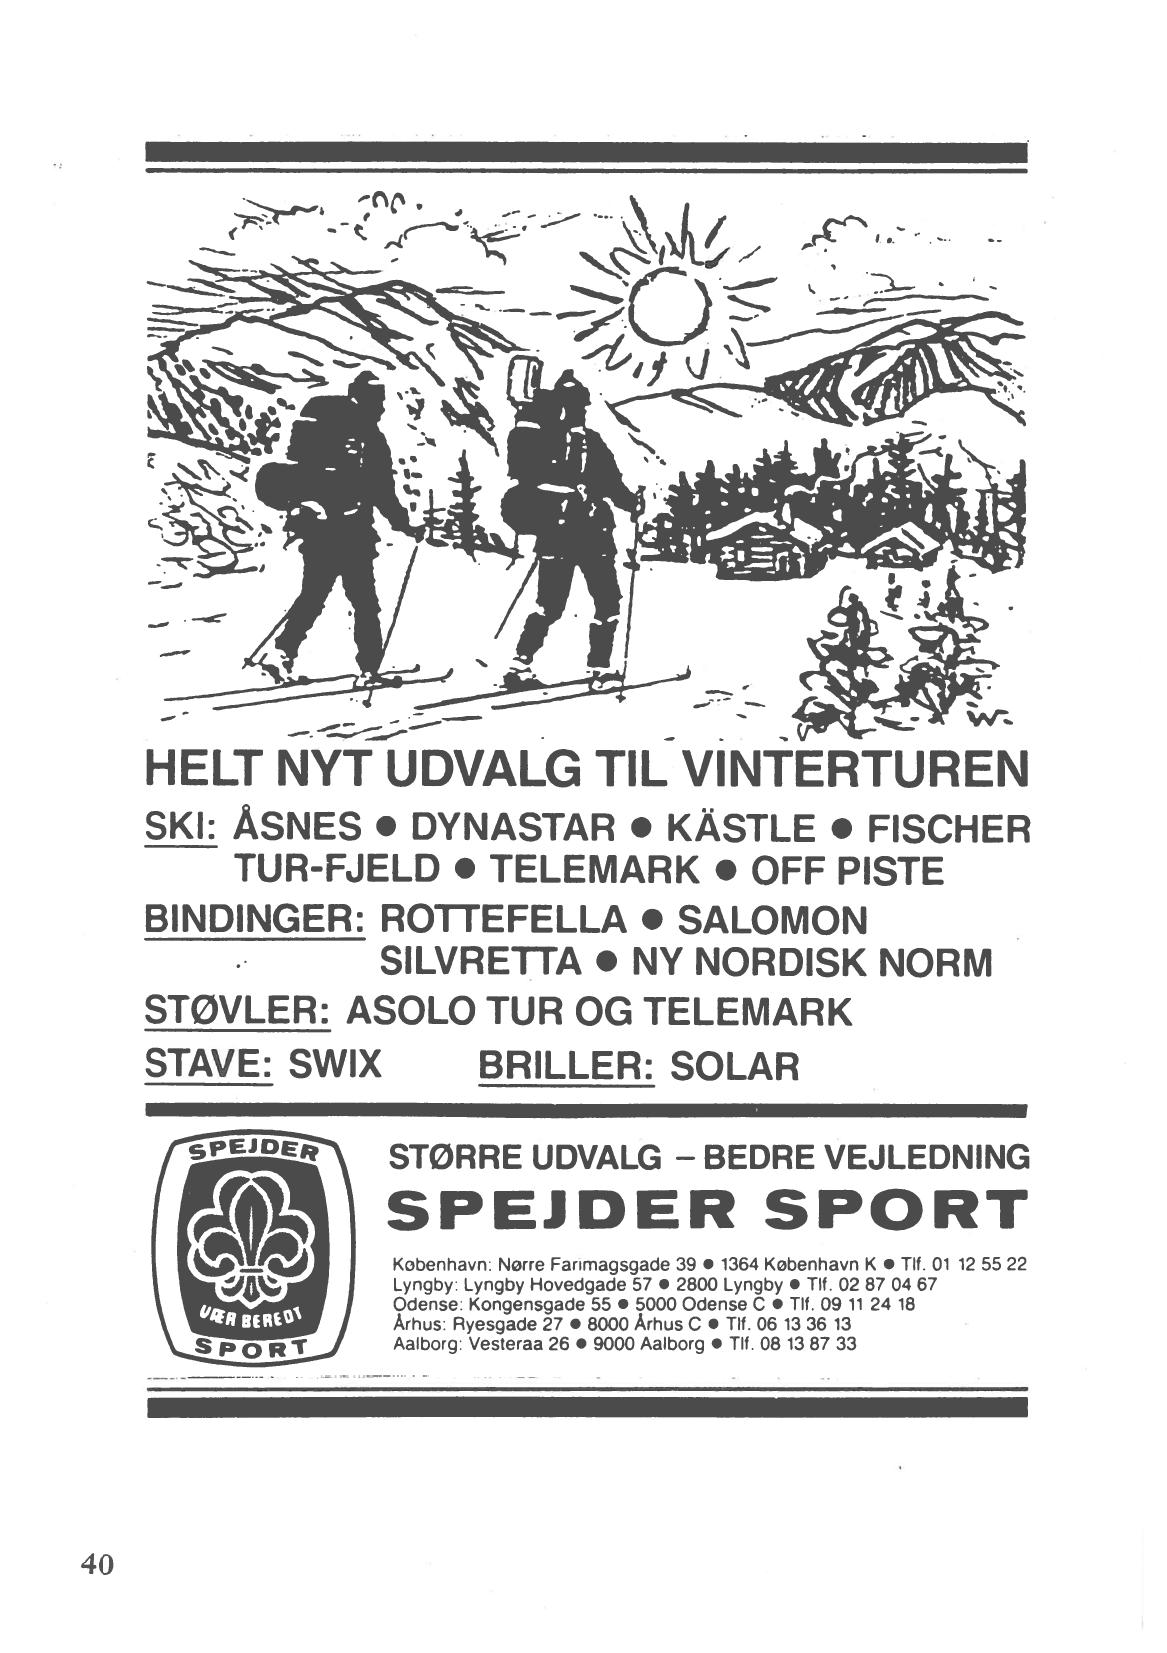 W.
HELT NYT UDVALG TIL VINTERTUREN
SKI: ÅSNES ● DYNASTAR ● KÄSTLE ● FISCHER
TUR-FJELD ● TELEMARK ● OFF PISTE
BINDINGER: ROTTEFELLA ● SALOMON
SILVRETTA ● NY NORDISK NORM
STØVLER: ASOLO TUR OG TELEMARK
STAVE: SWIX BRILLER: SOLAR
SPEJDER
VÆR BEREDT
SPORT
STØRRE UDVALG – BEDRE VEJLEDNING
SPEJDER SPORT
København: Nørre Farimagsgade 39 ● 1364 København K ● Tlf. 01 12 55 22
Lyngby: Lyngby Hovedgade 57 ● 2800 Lyngby ● Tlf. 02 87 04 67
Odense: Kongensgade 55 ● 5000 Odense C ● Tlf. 09 11 24 18
Århus: Ryesgade 27 ● 8000 Århus C ● Tlf. 06 13 36 13
Aalborg: Vesteraa 26 ● 9000 Aalborg ● Tlf. 08 13 87 33
40